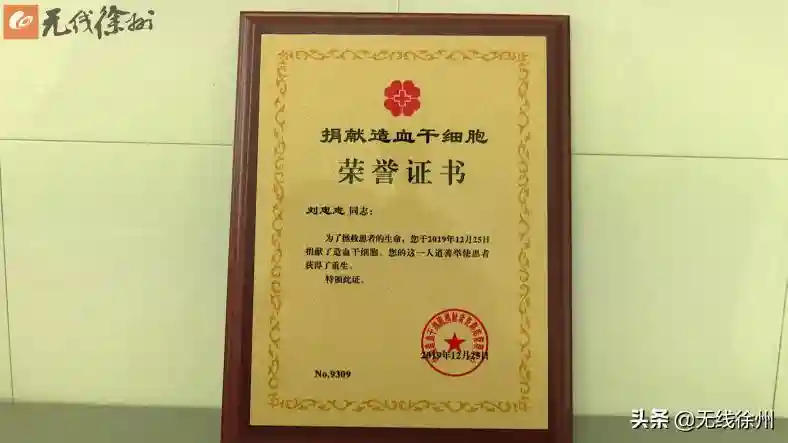 无线徐州
捐献造血干细胞
荣誉证书
刘忠志 同志:
为了拯救患者的生命,您于2019年12月25日
捐献了造血干细胞。您的这一人道善举使患者
获得了重生。
特颁此证。
2019年12月25日
No.9309
头条 @无线徐州